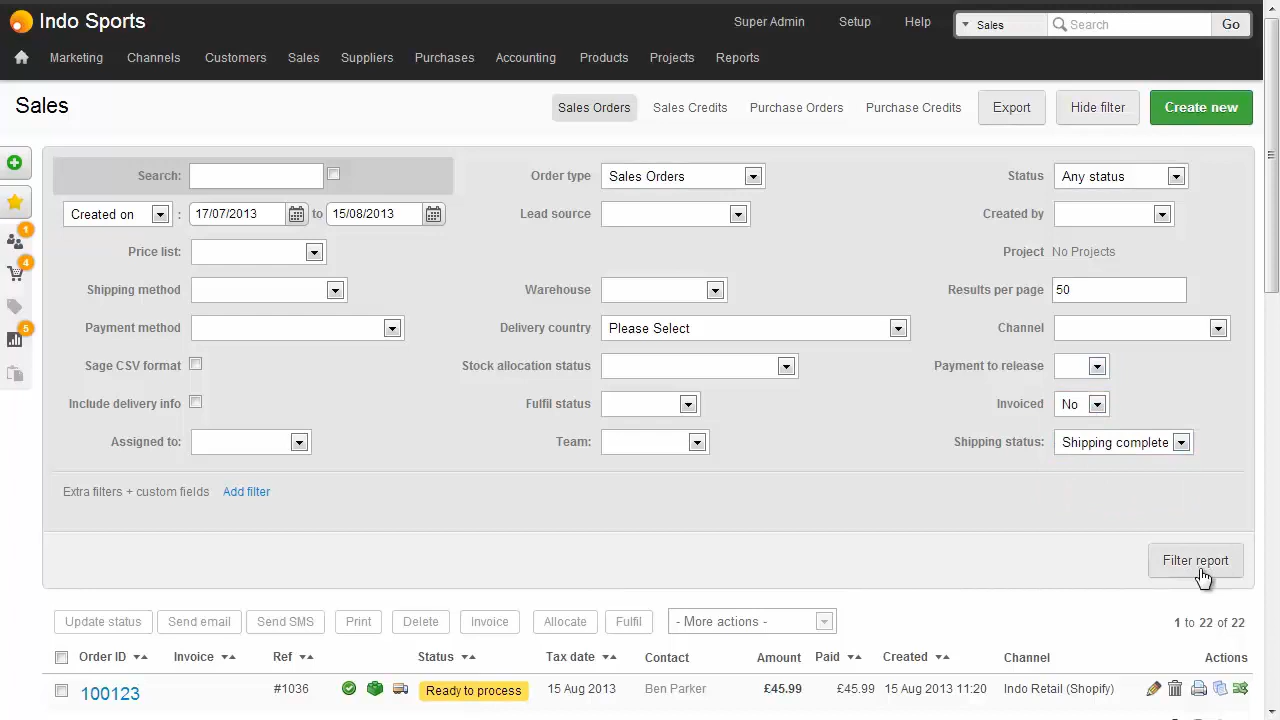 Indo Sports Super Admin Setup Help Sales Search Go
Marketing Channels Customers Sales Suppliers Purchases Accounting Products Projects Reports
Sales Sales Orders Sales Credits Purchase Orders Purchase Credits Export Hide filter Create new
Search: Order type Sales Orders Status Any status
Created on : 17/07/2013 to 15/08/2013 Lead source Created by
1
Price list: Project No Projects
4
Shipping method Warehouse Results per page 50
Payment method Delivery country Please Select Channel
5
Sage CSV format Stock allocation status Payment to release
Include delivery info Fulfil status Invoiced No
Assigned to: Team: Shipping status: Shipping complete
Extra filters + custom fields Add filter
Filter report
Update status Send email Send SMS Print Delete Invoice Allocate Fulfil - More actions - 1 to 22 of 22
Order ID Invoice Ref Status Tax date Contact Amount Paid Created Channel Actions
100123 #1036 Ready to process 15 Aug 2013 Ben Parker £45.99 £45.99 15 Aug 2013 11:20 Indo Retail (Shopify)